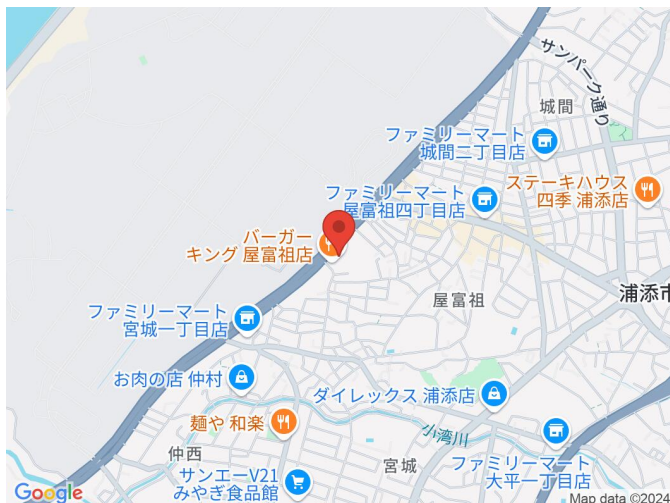 サンパーク通り
城間
ファミリーマート
城間二丁目店
ステーキハウス
四季 浦添店
ファミリーマート
屋富祖四丁目店
バーガー
キング 屋富祖店
浦添市
屋富祖
ファミリーマート
宮城一丁目店
お肉の店 仲村
ダイレックス 浦添店
麺や 和楽
小湾川
仲西
宮城
ファミリーマート
大平一丁目店
サンエーV21
みやぎ食品館
Google
Map data ©2024